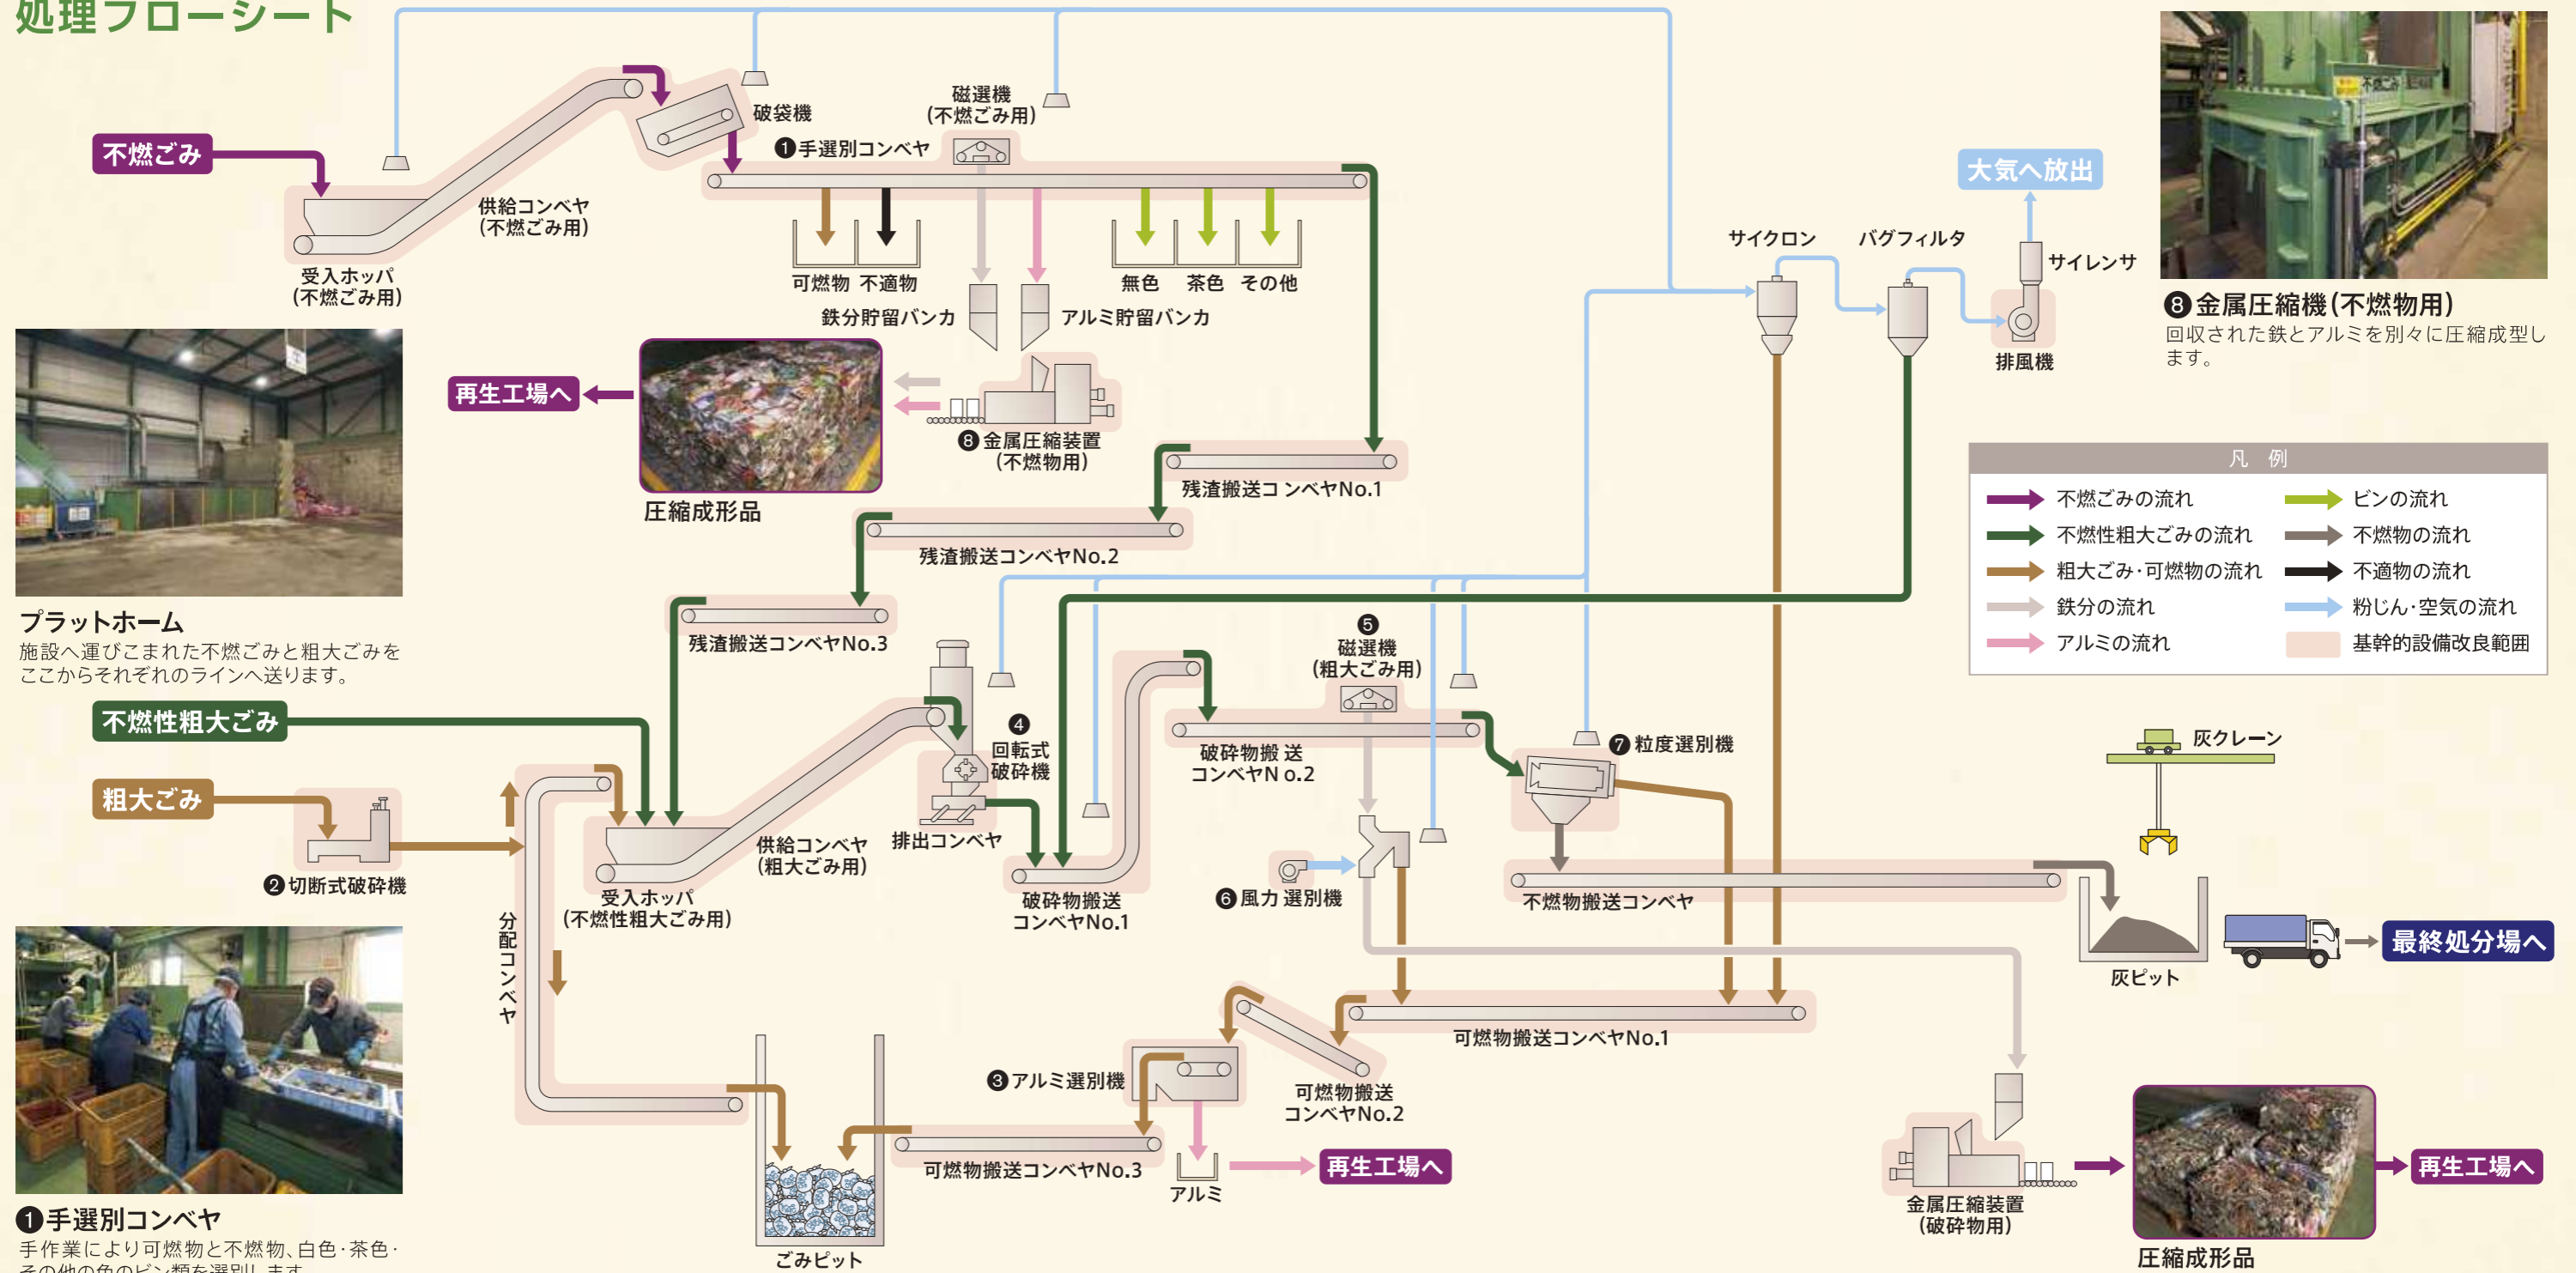 処理フローシート
不燃ごみ
受入ホッパ
(不燃ごみ用)
供給コンベヤ
(不燃ごみ用)
破袋機
❶手選別コンベヤ
磁選機
(不燃ごみ用)
可燃物
不適物
無色
茶色
その他
鉄分貯留バンカ
アルミ貯留バンカ
再生工場へ
圧縮成形品
❽金属圧縮装置
(不燃物用)
残渣搬送コンベヤNo.1
残渣搬送コンベヤNo.2
残渣搬送コンベヤNo.3
サイクロン
バグフィルタ
大気へ放出
サイレンサ
排風機
❽金属圧縮機(不燃物用)
回収された鉄とアルミを別々に圧縮成型し
ます。
凡 例
不燃ごみの流れ
不燃性粗大ごみの流れ
粗大ごみ・可燃物の流れ
鉄分の流れ
アルミの流れ
ビンの流れ
不燃物の流れ
不適物の流れ
粉じん・空気の流れ
基幹的設備改良範囲
プラットホーム
施設へ運びこまれた不燃ごみと粗大ごみを
ここからそれぞれのラインへ送ります。
不燃性粗大ごみ
粗大ごみ
❷切断式破砕機
分配コンベヤ
受入ホッパ
(不燃性粗大ごみ用)
供給コンベヤ
(粗大ごみ用)
❹
回転式
破砕機
排出コンベヤ
破砕物搬送
コンベヤNo.1
破砕物搬送
コンベヤNo.2
❺
磁選機
(粗大ごみ用)
❻風力選別機
❼粒度選別機
不燃物搬送コンベヤ
灰クレーン
灰ピット
最終処分場へ
可燃物搬送コンベヤNo.1
可燃物搬送
コンベヤNo.2
❸アルミ選別機
可燃物搬送コンベヤNo.3
アルミ
再生工場へ
ごみピット
金属圧縮装置
(破砕物用)
圧縮成形品
再生工場へ
❶手選別コンベヤ
手作業により可燃物と不燃物、白色・茶色・
その他の色のビン類を選別します